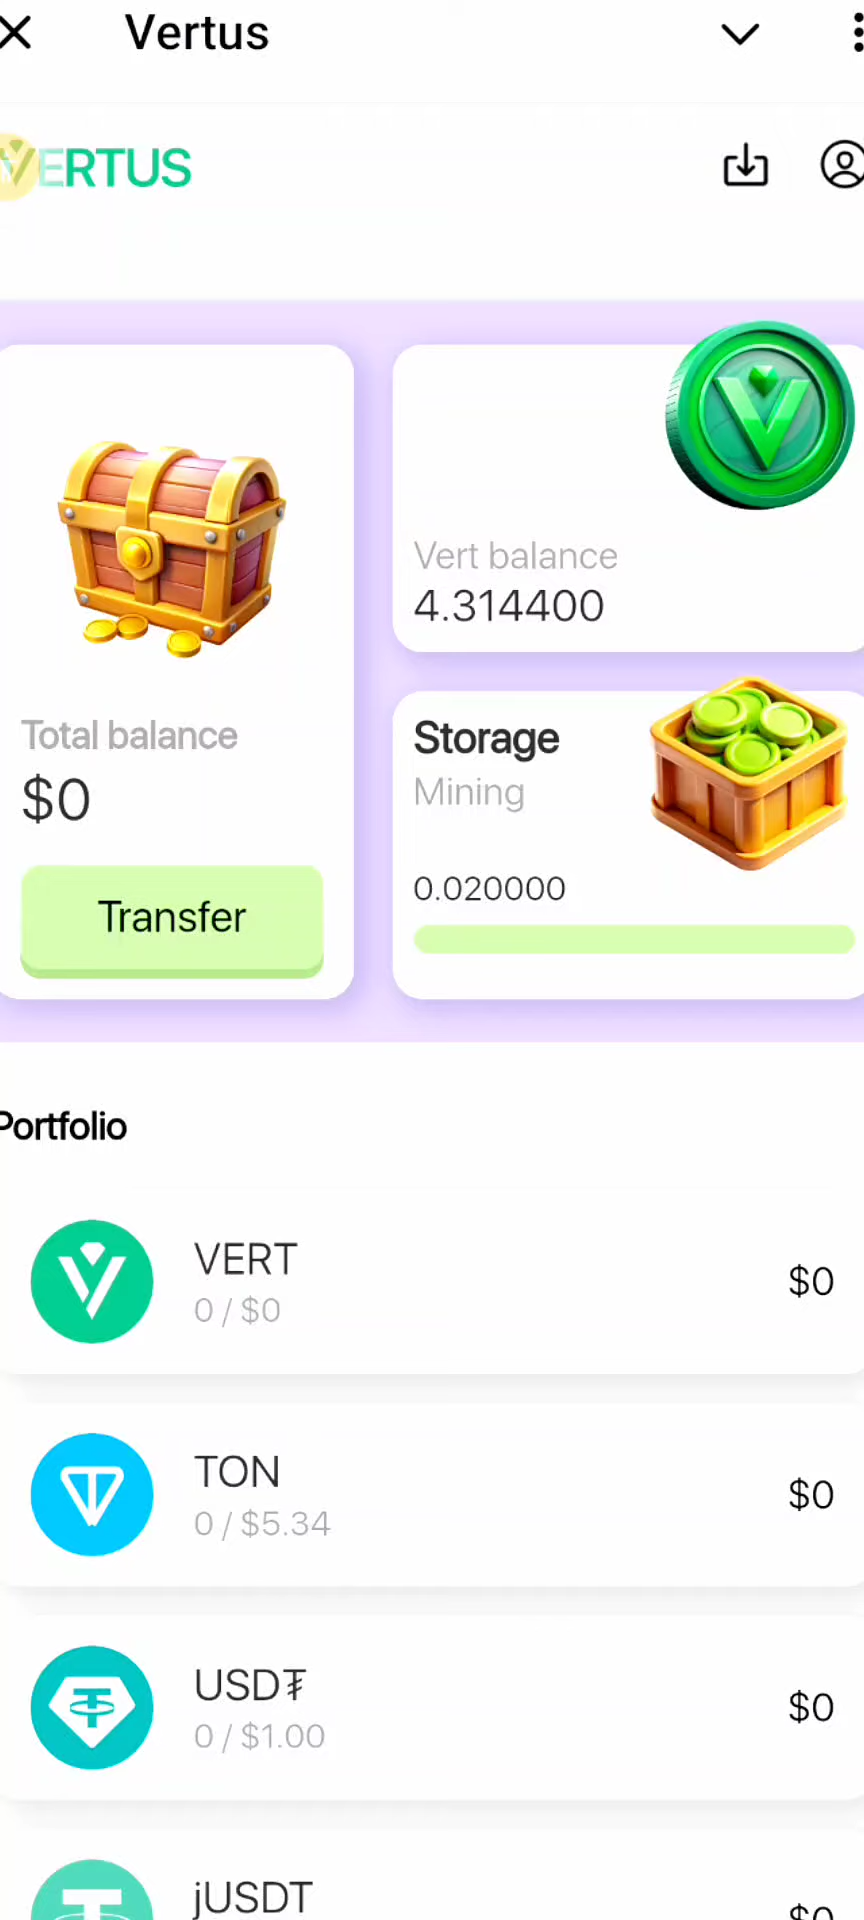 Vertus
VERTUS
Vert balance
4.314400
Total balance
$0
Transfer
Storage
Mining
0.020000
Portfolio
VERT
0 / $0
$0
TON
0 / $5.34
$0
USD₮
0 / $1.00
$0
jUSDT
$0